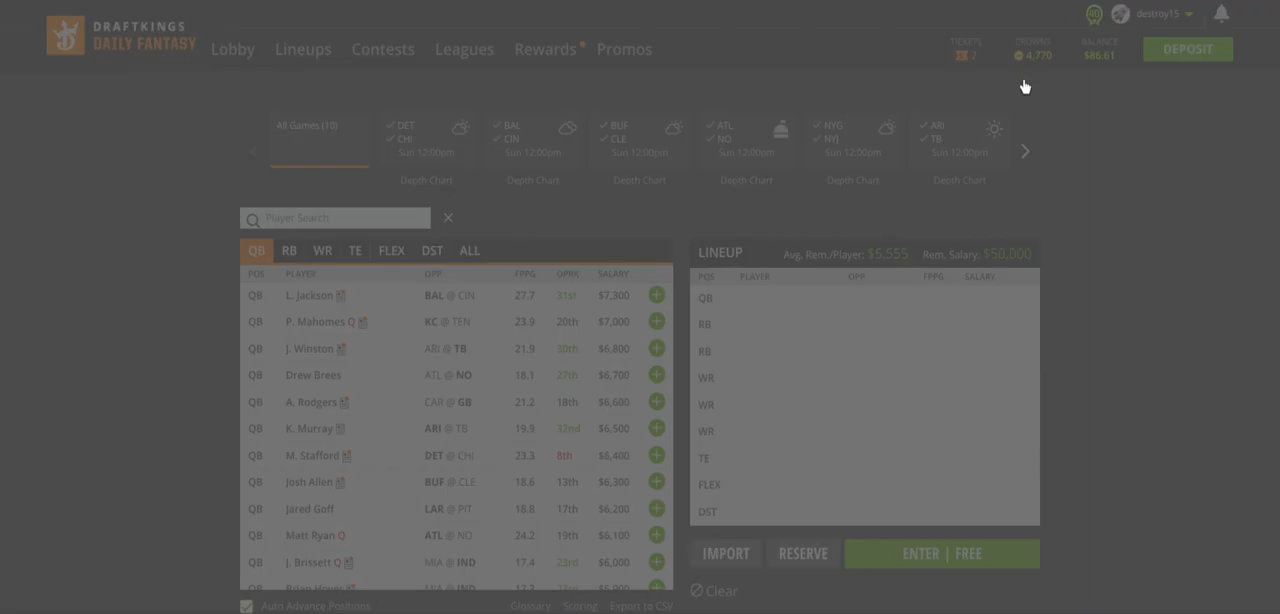 DRAFTKINGS
DAILY FANTASY
Lobby Lineups Contests Leagues Rewards Promos
destroy15
TICKETS 2 CROWNS 4,770 BALANCE $86.61 DEPOSIT
All Games (10)
DET CHI Sun 12:00pm Depth Chart
BAL CIN Sun 12:00pm Depth Chart
BUF CLE Sun 12:00pm Depth Chart
ATL NO Sun 12:00pm Depth Chart
NYG NYJ Sun 12:00pm Depth Chart
ARI TB Sun 12:00pm Depth Chart
Player Search
QB RB WR TE FLEX DST ALL
POS PLAYER OPP FPPG OPRK SALARY
QB L. Jackson BAL @ CIN 27.7 31st $7,300
QB P. Mahomes Q KC @ TEN 23.9 20th $7,000
QB J. Winston ARI @ TB 21.9 30th $6,800
QB Drew Brees ATL @ NO 18.1 27th $6,700
QB A. Rodgers CAR @ GB 21.2 18th $6,600
QB K. Murray ARI @ TB 19.9 32nd $6,500
QB M. Stafford DET @ CHI 23.3 8th $6,400
QB Josh Allen BUF @ CLE 18.6 13th $6,300
QB Jared Goff LAR @ PIT 18.8 17th $6,200
QB Matt Ryan Q ATL @ NO 24.2 19th $6,100
QB J. Brissett Q MIA @ IND 17.4 23rd $6,000
QB Brian Hoyer MIA @ IND
Auto Advance Positions Glossary Scoring Export to CSV
LINEUP Avg. Rem./Player: $5,555 Rem. Salary: $50,000
POS PLAYER OPP FPPG SALARY
QB
RB
RB
WR
WR
WR
TE
FLEX
DST
IMPORT RESERVE ENTER | FREE
Clear